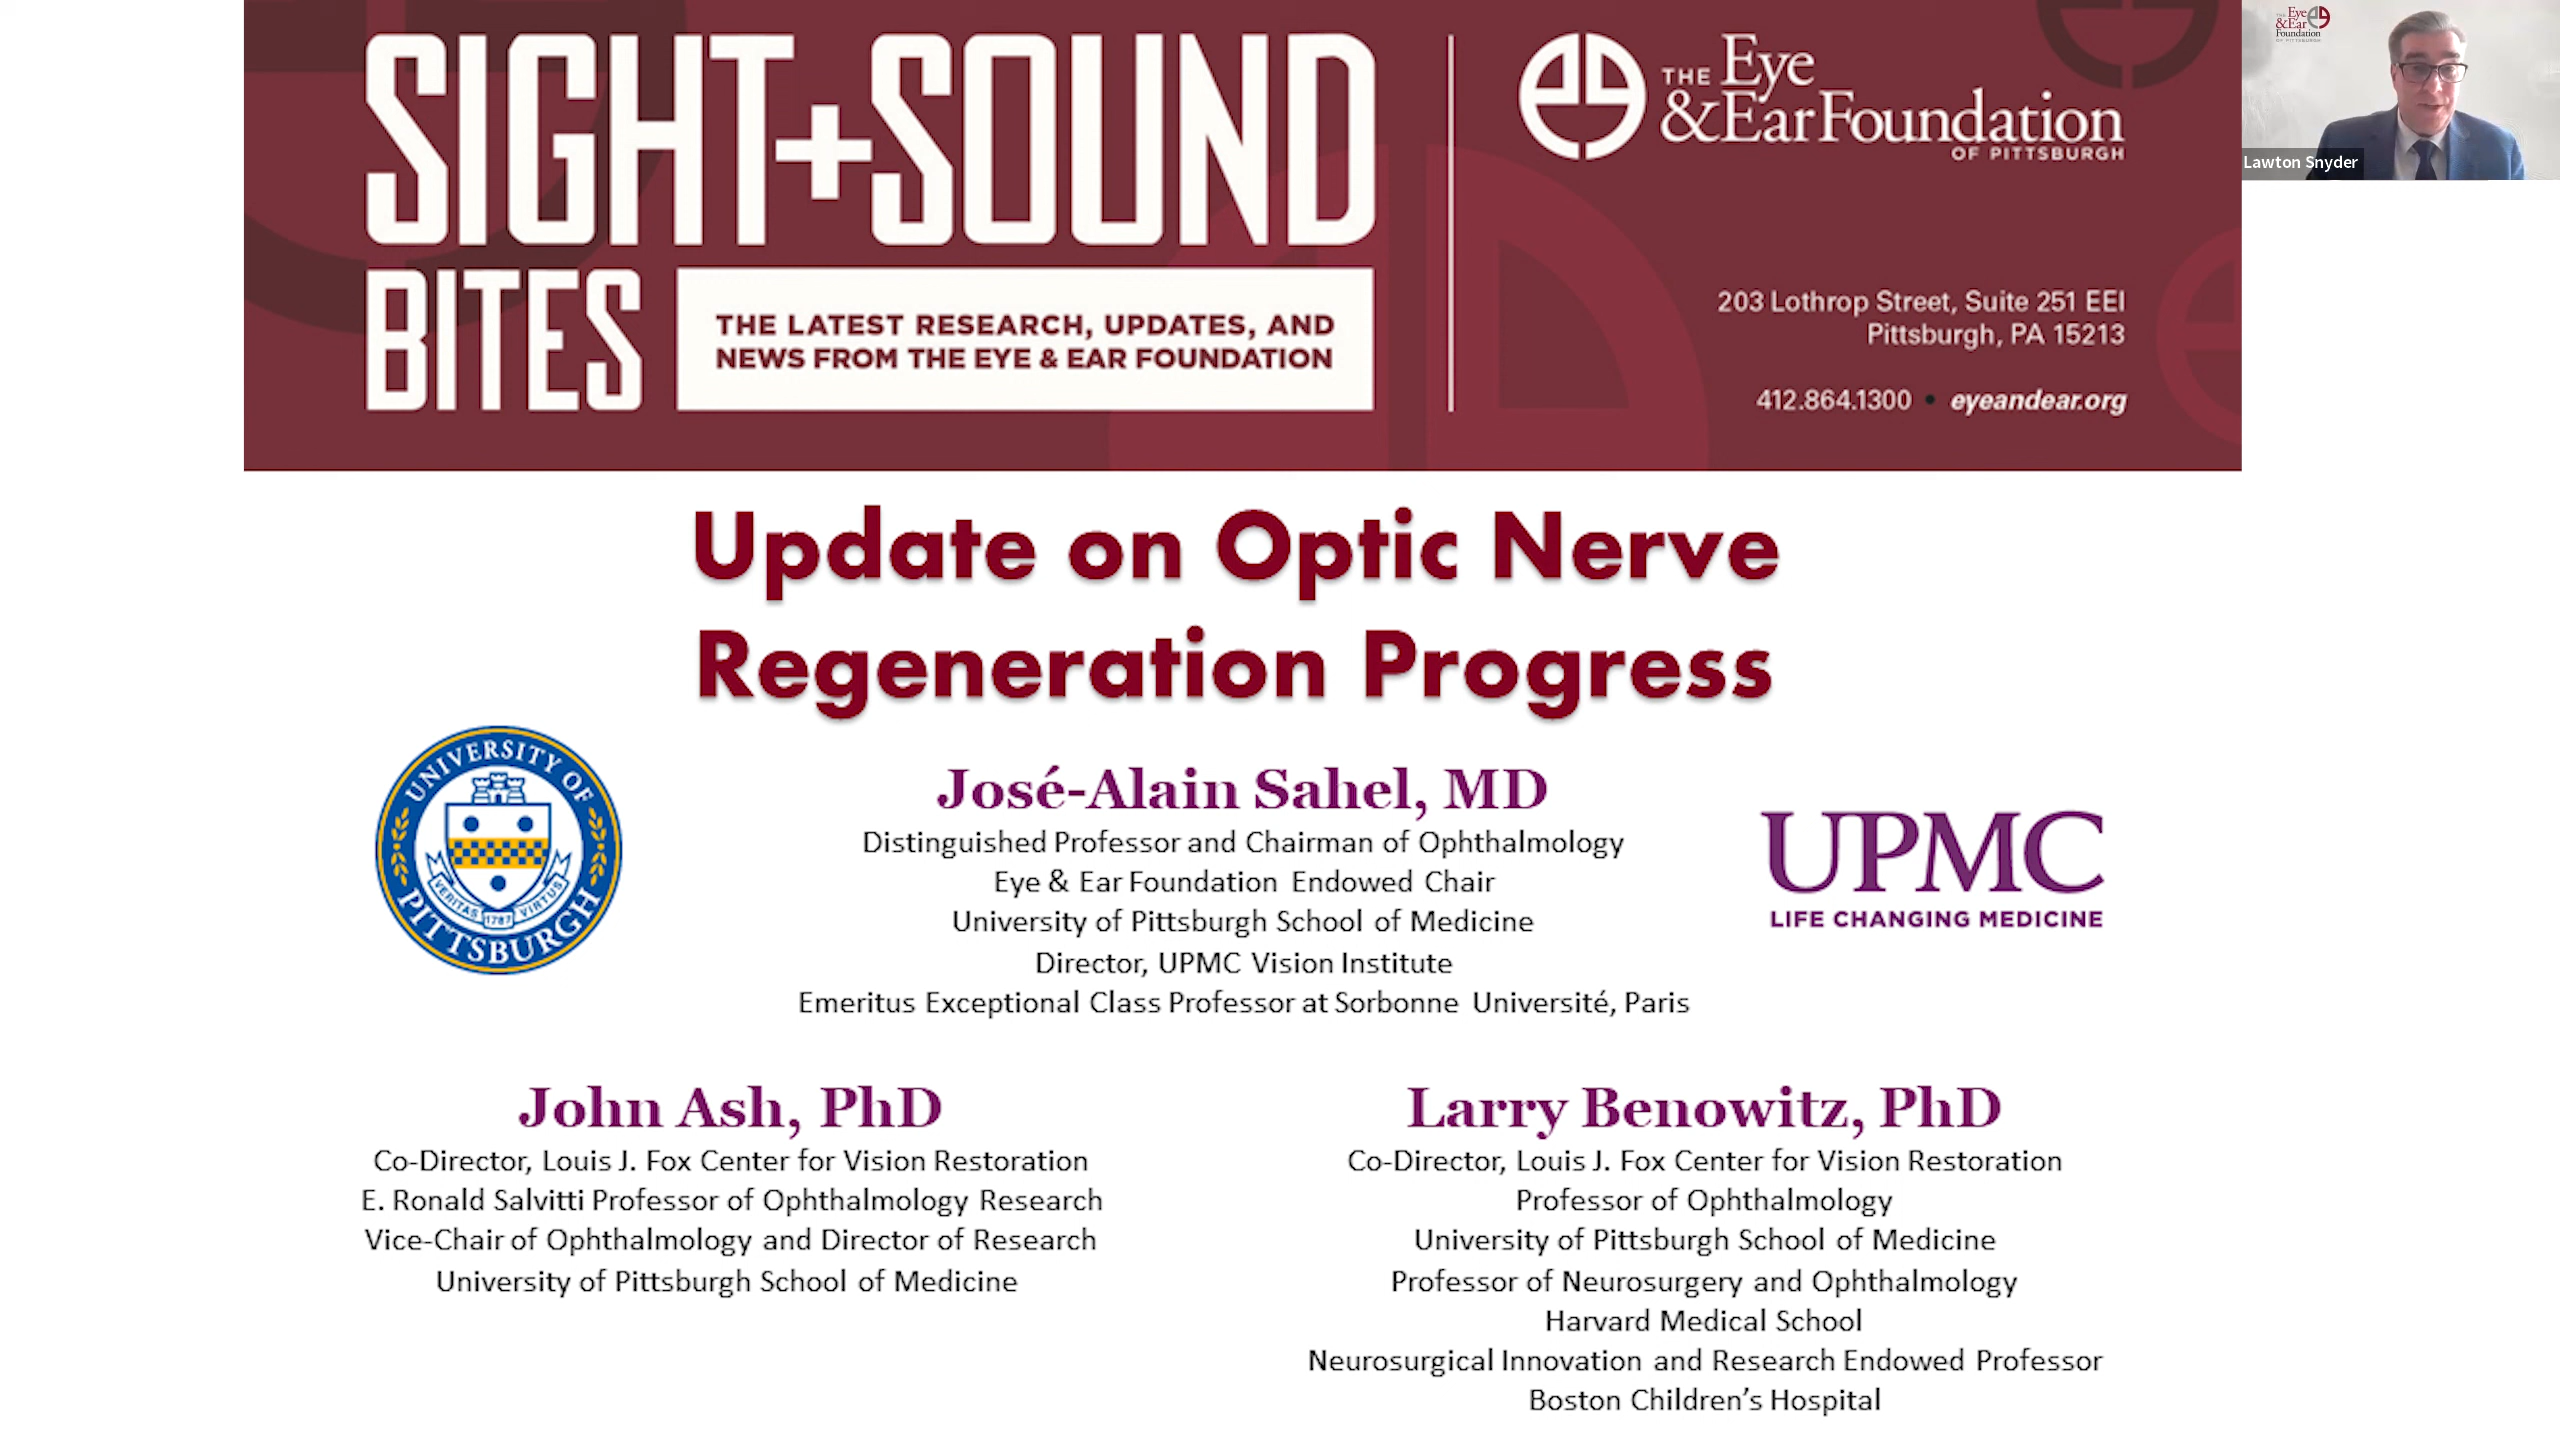 SIGHT+SOUND
BITES
THE LATEST RESEARCH, UPDATES, AND
NEWS FROM THE EYE & EAR FOUNDATION
THE Eye
& Ear Foundation
OF PITTSBURGH
203 Lothrop Street, Suite 251 EEI
Pittsburgh, PA 15213
412.864.1300 • eyeandear.org
THE Eye
& Ear
Foundation
OF PITTSBURGH
Lawton Snyder
Update on Optic Nerve
Regeneration Progress
UNIVERSITY OF
PITTSBURGH
VERITAS 1787 VIRTUS
José-Alain Sahel, MD
Distinguished Professor and Chairman of Ophthalmology
Eye & Ear Foundation Endowed Chair
University of Pittsburgh School of Medicine
Director, UPMC Vision Institute
Emeritus Exceptional Class Professor at Sorbonne Université, Paris
UPMC
LIFE CHANGING MEDICINE
John Ash, PhD
Co-Director, Louis J. Fox Center for Vision Restoration
E. Ronald Salvitti Professor of Ophthalmology Research
Vice-Chair of Ophthalmology and Director of Research
University of Pittsburgh School of Medicine
Larry Benowitz, PhD
Co-Director, Louis J. Fox Center for Vision Restoration
Professor of Ophthalmology
University of Pittsburgh School of Medicine
Professor of Neurosurgery and Ophthalmology
Harvard Medical School
Neurosurgical Innovation and Research Endowed Professor
Boston Children’s Hospital